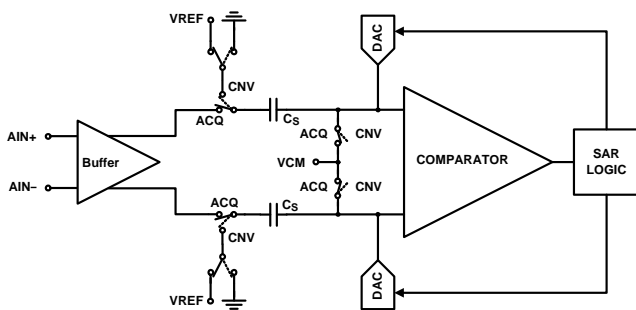 VREF
DAC
CNV
ACQ
CS
AIN+
Buffer
AIN−
ACQ
CNV
VCM
ACQ
CNV
COMPARATOR
SAR
LOGIC
ACQ
CS
CNV
DAC
VREF